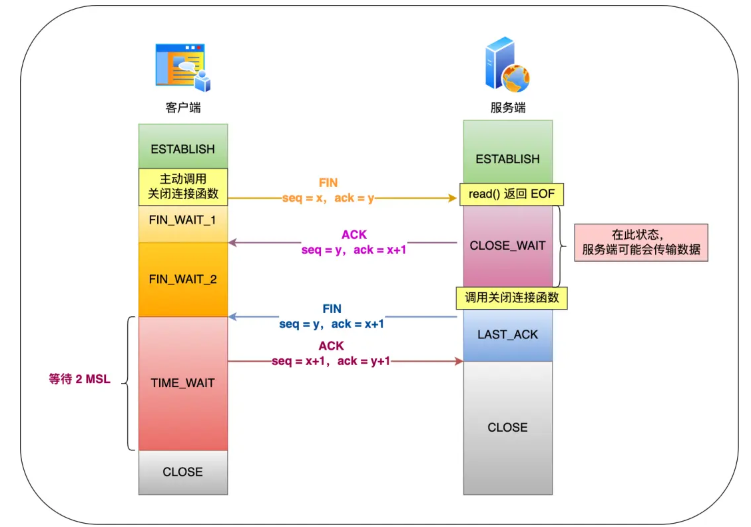 客户端
服务端
ESTABLISH
ESTABLISH
主动调用
关闭连接函数
FIN
seq = x， ack = y
read() 返回 EOF
FIN_WAIT_1
ACK
seq = y， ack = x+1
CLOSE_WAIT
在此状态，
服务端可能会传输数据
FIN_WAIT_2
调用关闭连接函数
FIN
seq = y， ack = x+1
LAST_ACK
ACK
seq = x+1， ack = y+1
等待 2 MSL
TIME_WAIT
CLOSE
CLOSE